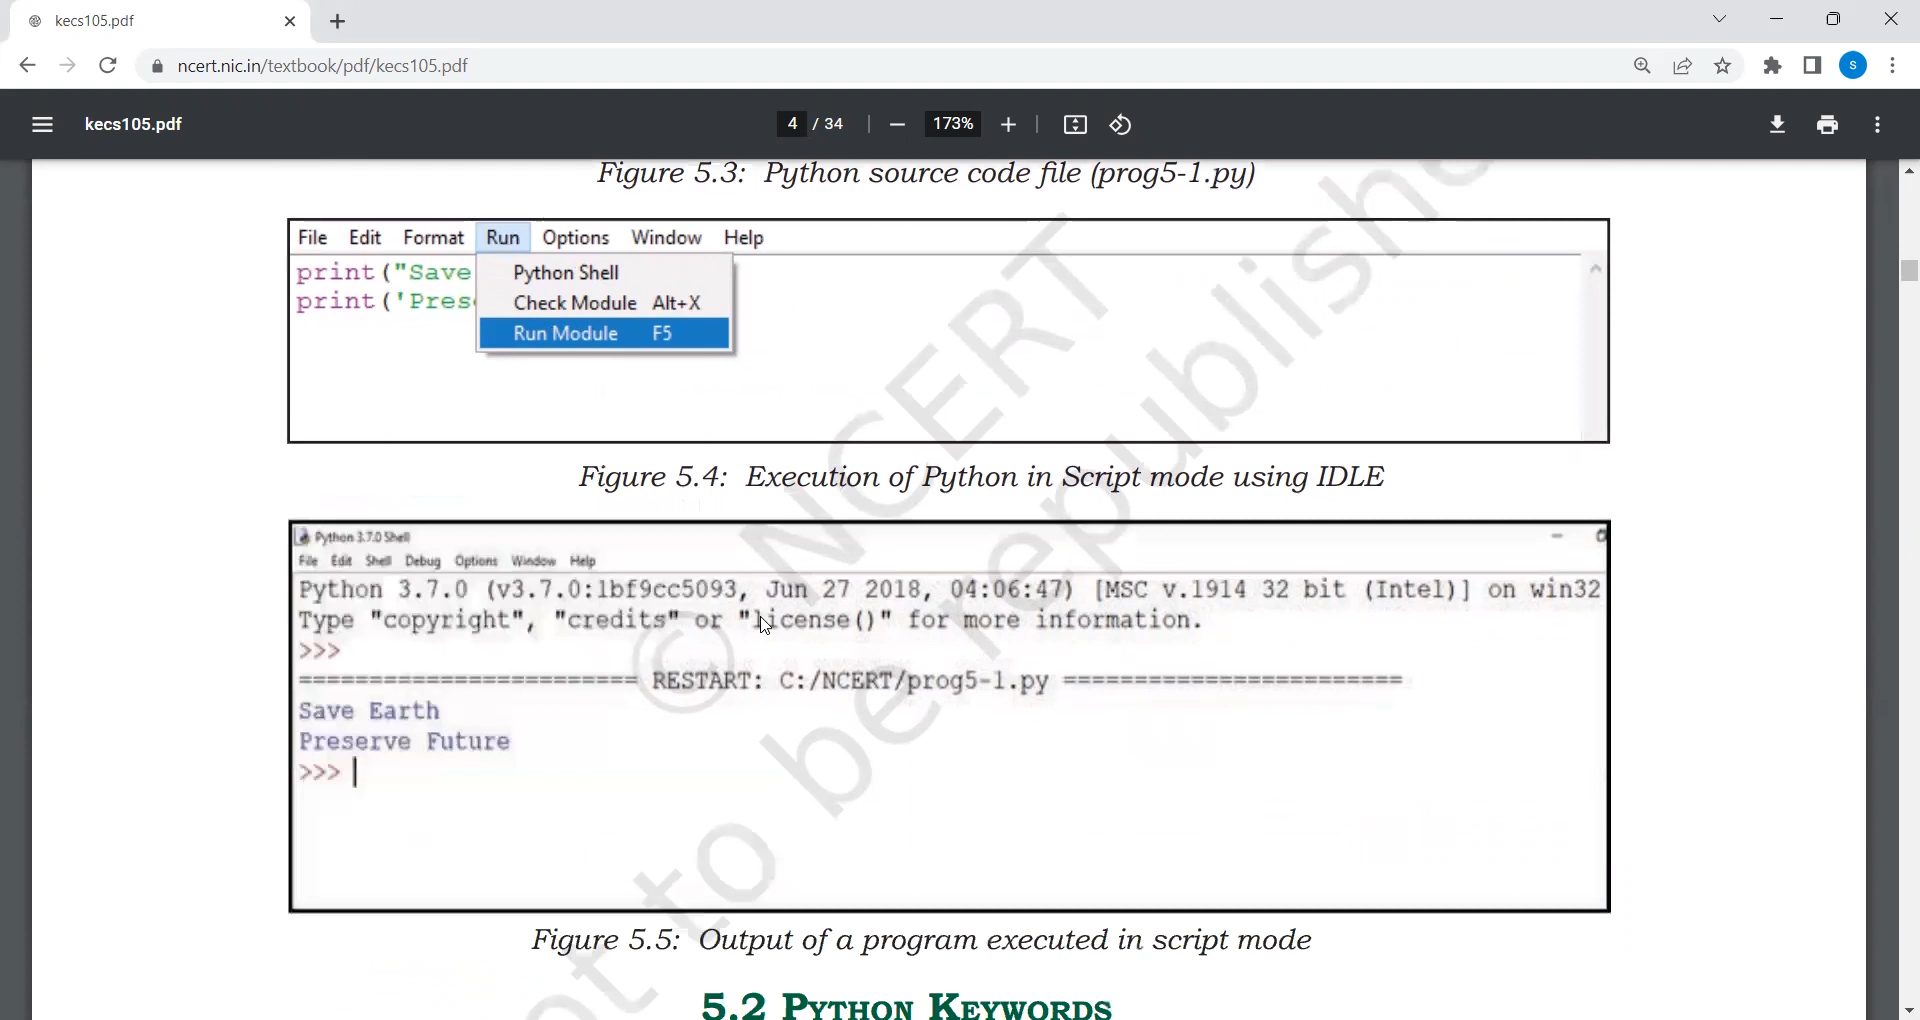 kecs105.pdf
ncert.nic.in/textbook/pdf/kecs105.pdf
S
kecs105.pdf
4 / 34
173%
Figure 5.3: Python source code file (prog5-1.py)
File Edit Format Run Options Window Help
print("Save
print('Pres
Python Shell
Check Module Alt+X
Run Module F5
Figure 5.4: Execution of Python in Script mode using IDLE
Python 3.7.0 Shell
File Edit Shell Debug Options Window Help
Python 3.7.0 (v3.7.0:1bf9cc5093, Jun 27 2018, 04:06:47) [MSC v.1914 32 bit (Intel)] on win32
Type "copyright", "credits" or "license()" for more information.
>>>
========================== RESTART: C:/NCERT/prog5-1.py ========================
Save Earth
Preserve Future
>>>
Figure 5.5: Output of a program executed in script mode
5.2 PYTHON KEYWORDS
© NCERT
not to be republished